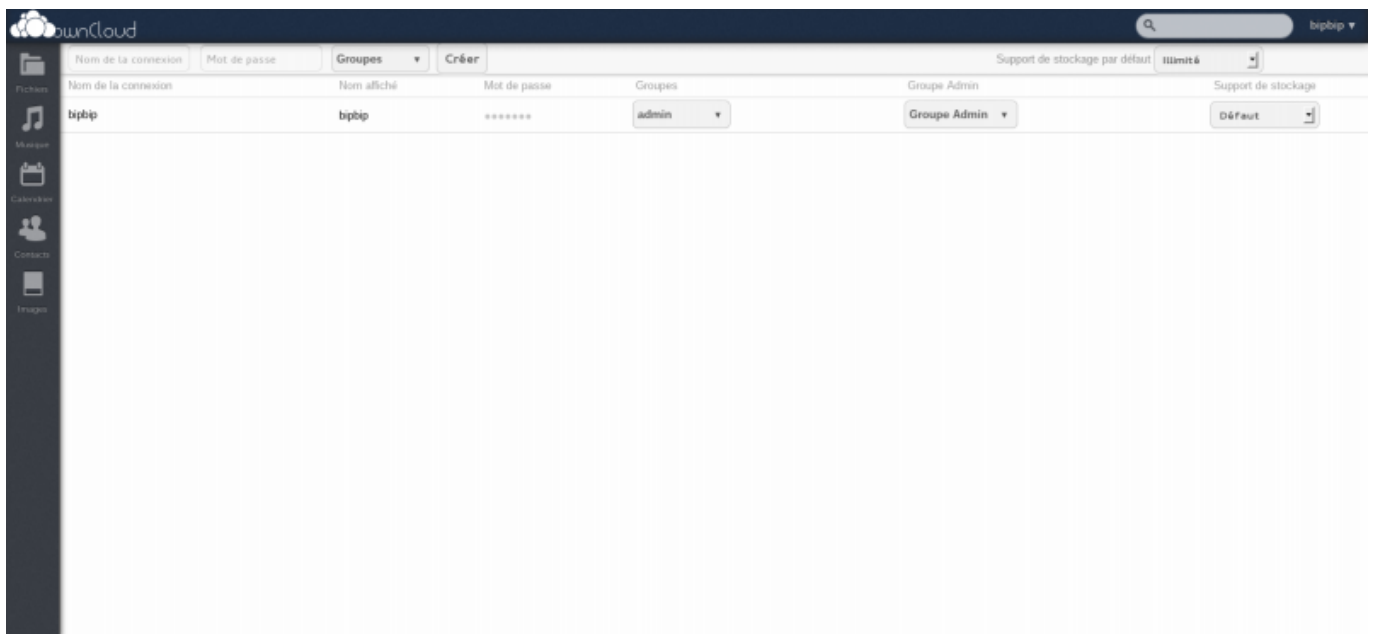 ownCloud
bipbip ▼
Nom de la connexion Mot de passe Groupes ▼ Créer Support de stockage par défaut Illimité
Nom de la connexion Nom affiché Mot de passe Groupes Groupe Admin Support de stockage
bipbip bipbip ●●●●●●● admin ▼ Groupe Admin ▼ Défaut
Fichiers
Musique
Calendrier
Contacts
Images